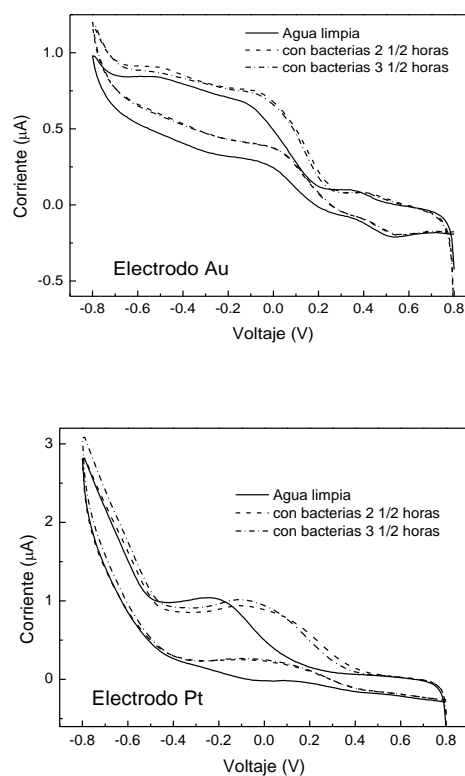 Agua limpia
con bacterias 2 1/2 horas
con bacterias 3 1/2 horas
1.0
0.5
0.0
-0.5
Corriente (μA)
Electrodo Au
-0.8 -0.6 -0.4 -0.2 0.0 0.2 0.4 0.6 0.8
Voltaje (V)
Agua limpia
con bacterias 2 1/2 horas
con bacterias 3 1/2 horas
3
2
1
0
Corriente (μA)
Electrodo Pt
-0.8 -0.6 -0.4 -0.2 0.0 0.2 0.4 0.6 0.8
Voltaje (V)